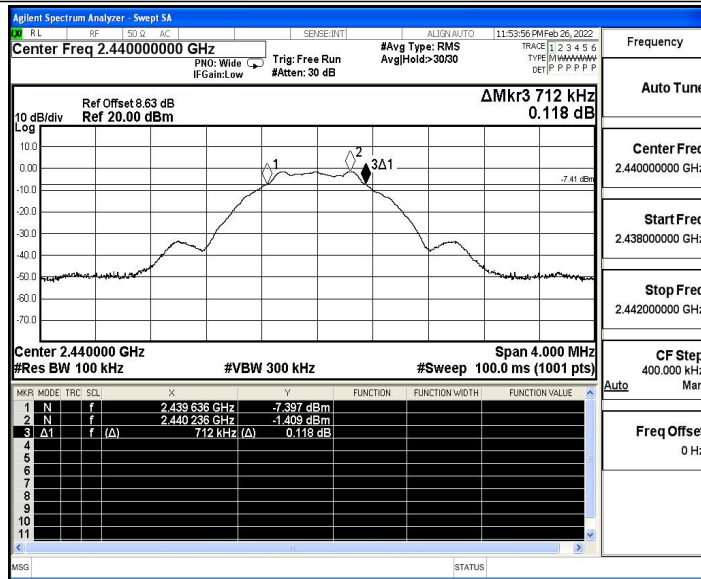 Agilent Spectrum Analyzer - Swept SA
RL RF 50 Ω AC SENSE:INT ALIGN AUTO 11:53:56 PM Feb 26, 2022
Center Freq 2.440000000 GHz
PNO: Wide
IFGain:Low
Trig: Free Run
#Atten: 30 dB
#Avg Type: RMS
Avg|Hold:>30/30
TRACE 1 2 3 4 5 6
TYPE MWWWWW
DET P P P P P P
Ref Offset 8.63 dB
10 dB/div Ref 20.00 dBm
Log
ΔMkr3 712 kHz
0.118 dB
10.0
0.00
-10.0
-20.0
-30.0
-40.0
-50.0
-60.0
-70.0
1
2
3Δ1
-7.41 dBm
Center 2.440000 GHz Span 4.000 MHz
#Res BW 100 kHz #VBW 300 kHz #Sweep 100.0 ms (1001 pts)
MKR MODE TRC SCL X Y FUNCTION FUNCTION WIDTH FUNCTION VALUE
1 N f 2.439 636 GHz -7.397 dBm
2 N f 2.440 236 GHz -1.409 dBm
3 Δ1 f (Δ) 712 kHz (Δ) 0.118 dB
4
5
6
7
8
9
10
11
MSG STATUS
Frequency
Auto Tune
Center Freq
2.440000000 GHz
Start Freq
2.438000000 GHz
Stop Freq
2.442000000 GHz
CF Step
400.000 kHz
Auto Man
Freq Offset
0 Hz